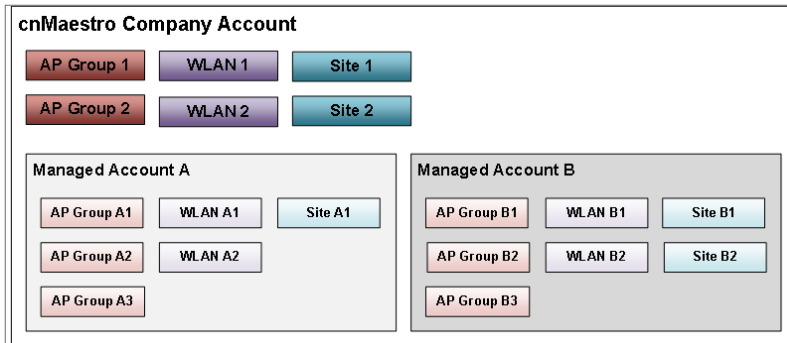 cnMaestro Company Account
AP Group 1 WLAN 1 Site 1
AP Group 2 WLAN 2 Site 2
Managed Account A
AP Group A1 WLAN A1 Site A1
AP Group A2 WLAN A2
AP Group A3
Managed Account B
AP Group B1 WLAN B1 Site B1
AP Group B2 WLAN B2 Site B2
AP Group B3